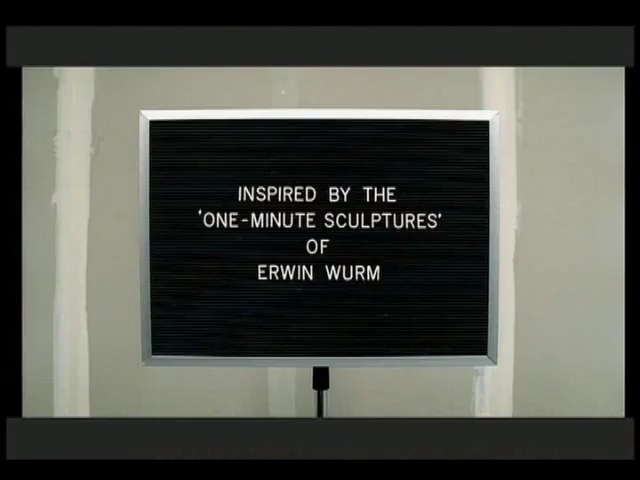 INSPIRED BY THE
'ONE-MINUTE SCULPTURES'
OF
ERWIN WURM